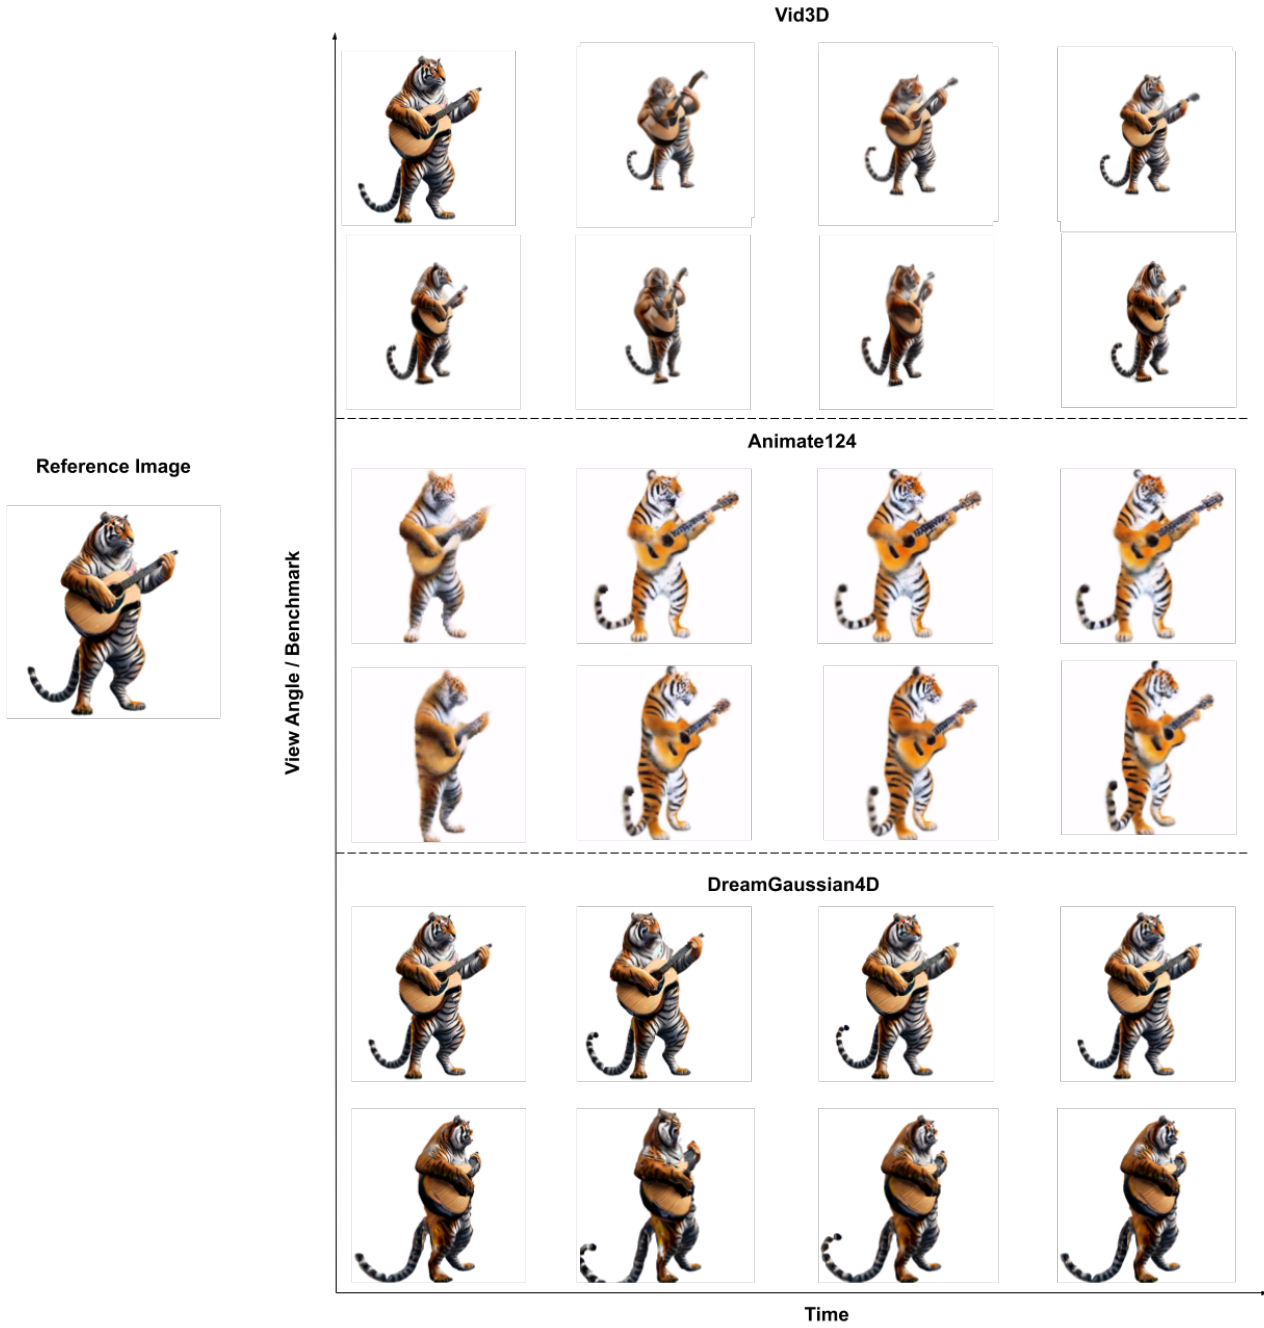 Vid3D
Animate124
Reference Image
View Angle / Benchmark
DreamGaussian4D
Time